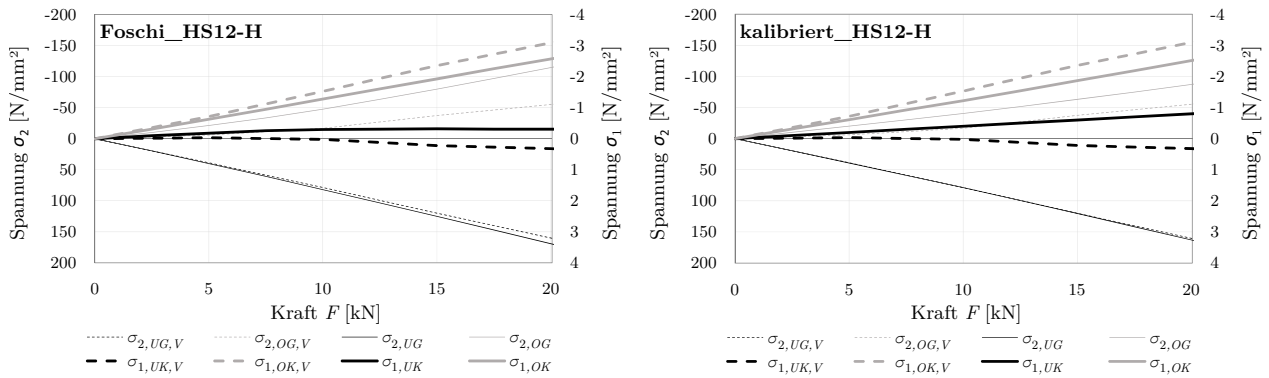 Foschi_HS12-H
Spannung σ₂ [N/mm²]
-200
-150
-100
-50
0
50
100
150
200
-4
-3
-2
-1
0
1
2
3
4
Spannung σ₁ [N/mm²]
0 5 10 15 20
Kraft F [kN]
σ₂,UG,V σ₂,OG,V σ₂,UG σ₂,OG
σ₁,UK,V σ₁,OK,V σ₁,UK σ₁,OK
kalibriert_HS12-H
Spannung σ₂ [N/mm²]
-200
-150
-100
-50
0
50
100
150
200
-4
-3
-2
-1
0
1
2
3
4
Spannung σ₁ [N/mm²]
0 5 10 15 20
Kraft F [kN]
σ₂,UG,V σ₂,OG,V σ₂,UG σ₂,OG
σ₁,UK,V σ₁,OK,V σ₁,UK σ₁,OK